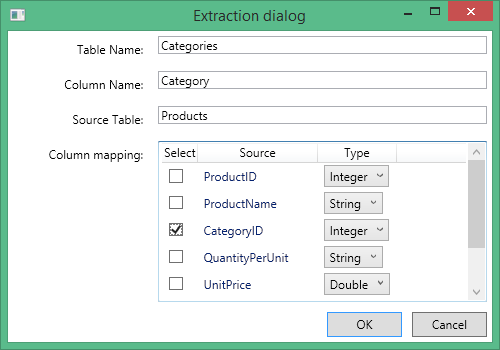 Extraction dialog
Table Name: Categories
Column Name: Category
Source Table: Products
Column mapping: Select Source Type
ProductID Integer
ProductName String
CategoryID Integer
QuantityPerUnit String
UnitPrice Double
OK Cancel